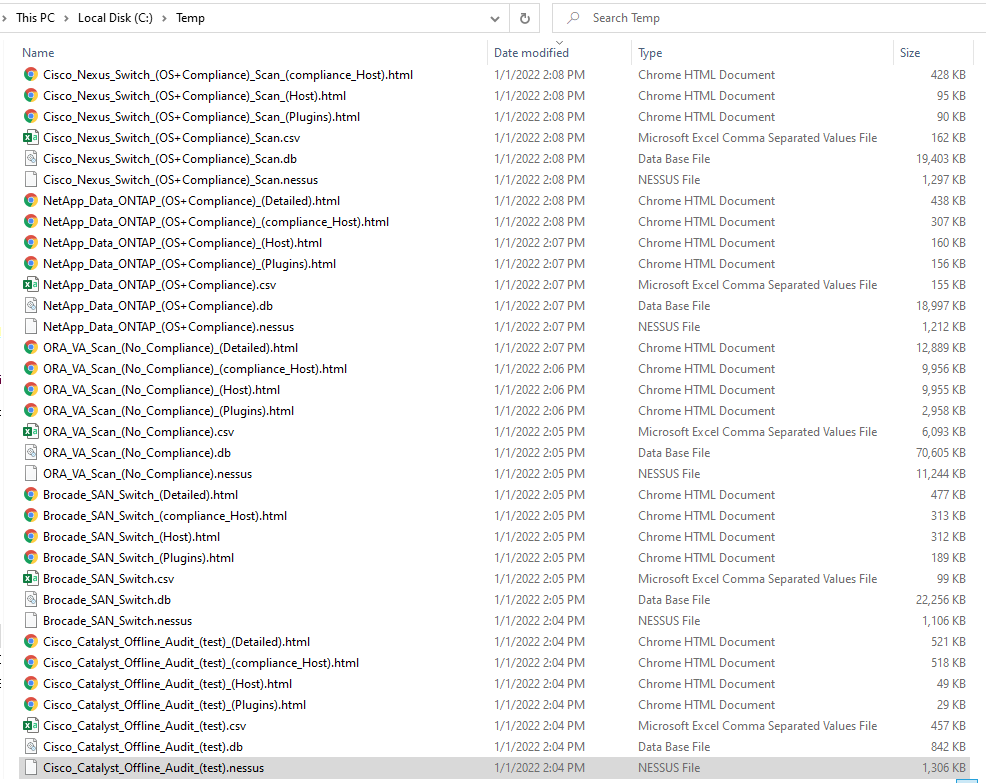 This PC > Local Disk (C:) > Temp Search Temp
Name Date modified Type Size
Cisco_Nexus_Switch_(OS+Compliance)_Scan_(compliance_Host).html 1/1/2022 2:08 PM Chrome HTML Document 428 KB
Cisco_Nexus_Switch_(OS+Compliance)_Scan_(Host).html 1/1/2022 2:08 PM Chrome HTML Document 95 KB
Cisco_Nexus_Switch_(OS+Compliance)_Scan_(Plugins).html 1/1/2022 2:08 PM Chrome HTML Document 90 KB
Cisco_Nexus_Switch_(OS+Compliance)_Scan.csv 1/1/2022 2:08 PM Microsoft Excel Comma Separated Values File 162 KB
Cisco_Nexus_Switch_(OS+Compliance)_Scan.db 1/1/2022 2:08 PM Data Base File 19,403 KB
Cisco_Nexus_Switch_(OS+Compliance)_Scan.nessus 1/1/2022 2:08 PM NESSUS File 1,297 KB
NetApp_Data_ONTAP_(OS+Compliance)_(Detailed).html 1/1/2022 2:08 PM Chrome HTML Document 438 KB
NetApp_Data_ONTAP_(OS+Compliance)_(compliance_Host).html 1/1/2022 2:08 PM Chrome HTML Document 307 KB
NetApp_Data_ONTAP_(OS+Compliance)_(Host).html 1/1/2022 2:07 PM Chrome HTML Document 160 KB
NetApp_Data_ONTAP_(OS+Compliance)_(Plugins).html 1/1/2022 2:07 PM Chrome HTML Document 156 KB
NetApp_Data_ONTAP_(OS+Compliance).csv 1/1/2022 2:07 PM Microsoft Excel Comma Separated Values File 155 KB
NetApp_Data_ONTAP_(OS+Compliance).db 1/1/2022 2:07 PM Data Base File 18,997 KB
NetApp_Data_ONTAP_(OS+Compliance).nessus 1/1/2022 2:07 PM NESSUS File 1,212 KB
ORA_VA_Scan_(No_Compliance)_(Detailed).html 1/1/2022 2:07 PM Chrome HTML Document 12,889 KB
ORA_VA_Scan_(No_Compliance)_(compliance_Host).html 1/1/2022 2:06 PM Chrome HTML Document 9,956 KB
ORA_VA_Scan_(No_Compliance)_(Host).html 1/1/2022 2:06 PM Chrome HTML Document 9,955 KB
ORA_VA_Scan_(No_Compliance)_(Plugins).html 1/1/2022 2:06 PM Chrome HTML Document 2,958 KB
ORA_VA_Scan_(No_Compliance).csv 1/1/2022 2:05 PM Microsoft Excel Comma Separated Values File 6,093 KB
ORA_VA_Scan_(No_Compliance).db 1/1/2022 2:05 PM Data Base File 70,605 KB
ORA_VA_Scan_(No_Compliance).nessus 1/1/2022 2:05 PM NESSUS File 11,244 KB
Brocade_SAN_Switch_(Detailed).html 1/1/2022 2:05 PM Chrome HTML Document 477 KB
Brocade_SAN_Switch_(compliance_Host).html 1/1/2022 2:05 PM Chrome HTML Document 313 KB
Brocade_SAN_Switch_(Host).html 1/1/2022 2:05 PM Chrome HTML Document 312 KB
Brocade_SAN_Switch_(Plugins).html 1/1/2022 2:05 PM Chrome HTML Document 189 KB
Brocade_SAN_Switch.csv 1/1/2022 2:05 PM Microsoft Excel Comma Separated Values File 99 KB
Brocade_SAN_Switch.db 1/1/2022 2:05 PM Data Base File 22,256 KB
Brocade_SAN_Switch.nessus 1/1/2022 2:04 PM NESSUS File 1,106 KB
Cisco_Catalyst_Offline_Audit_(test)_(Detailed).html 1/1/2022 2:04 PM Chrome HTML Document 521 KB
Cisco_Catalyst_Offline_Audit_(test)_(compliance_Host).html 1/1/2022 2:04 PM Chrome HTML Document 518 KB
Cisco_Catalyst_Offline_Audit_(test)_(Host).html 1/1/2022 2:04 PM Chrome HTML Document 49 KB
Cisco_Catalyst_Offline_Audit_(test)_(Plugins).html 1/1/2022 2:04 PM Chrome HTML Document 29 KB
Cisco_Catalyst_Offline_Audit_(test).csv 1/1/2022 2:04 PM Microsoft Excel Comma Separated Values File 457 KB
Cisco_Catalyst_Offline_Audit_(test).db 1/1/2022 2:04 PM Data Base File 842 KB
Cisco_Catalyst_Offline_Audit_(test).nessus 1/1/2022 2:04 PM NESSUS File 1,306 KB